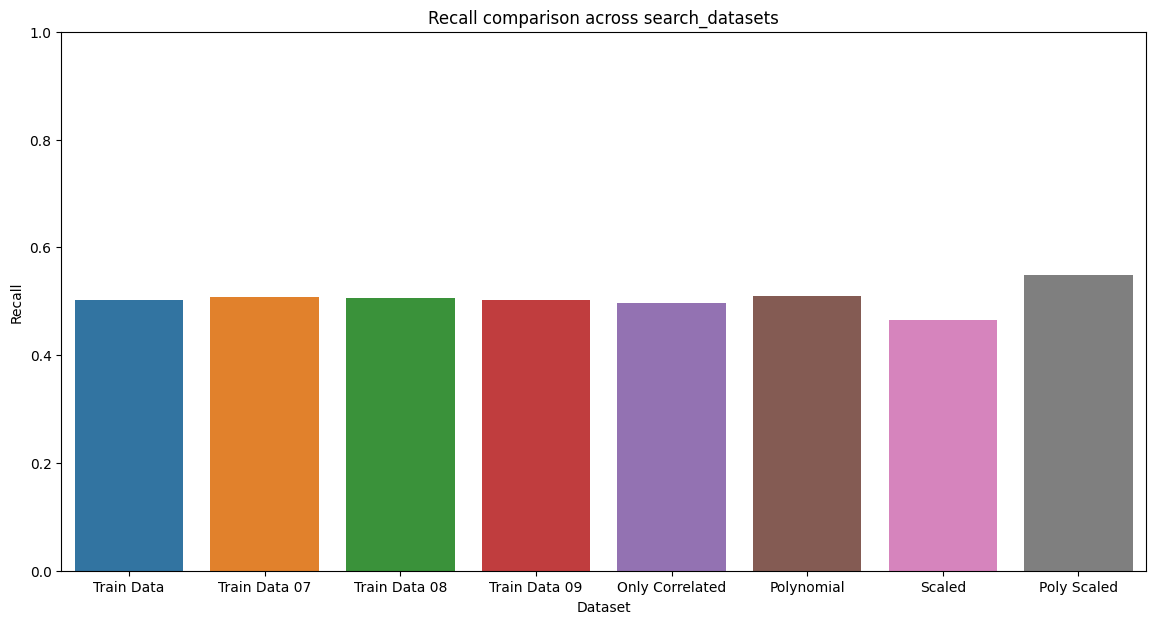 Recall comparison across search_datasets
1.0
0.8
0.6
0.4
0.2
0.0
Recall
Train Data Train Data 07 Train Data 08 Train Data 09 Only Correlated Polynomial Scaled Poly Scaled
Dataset